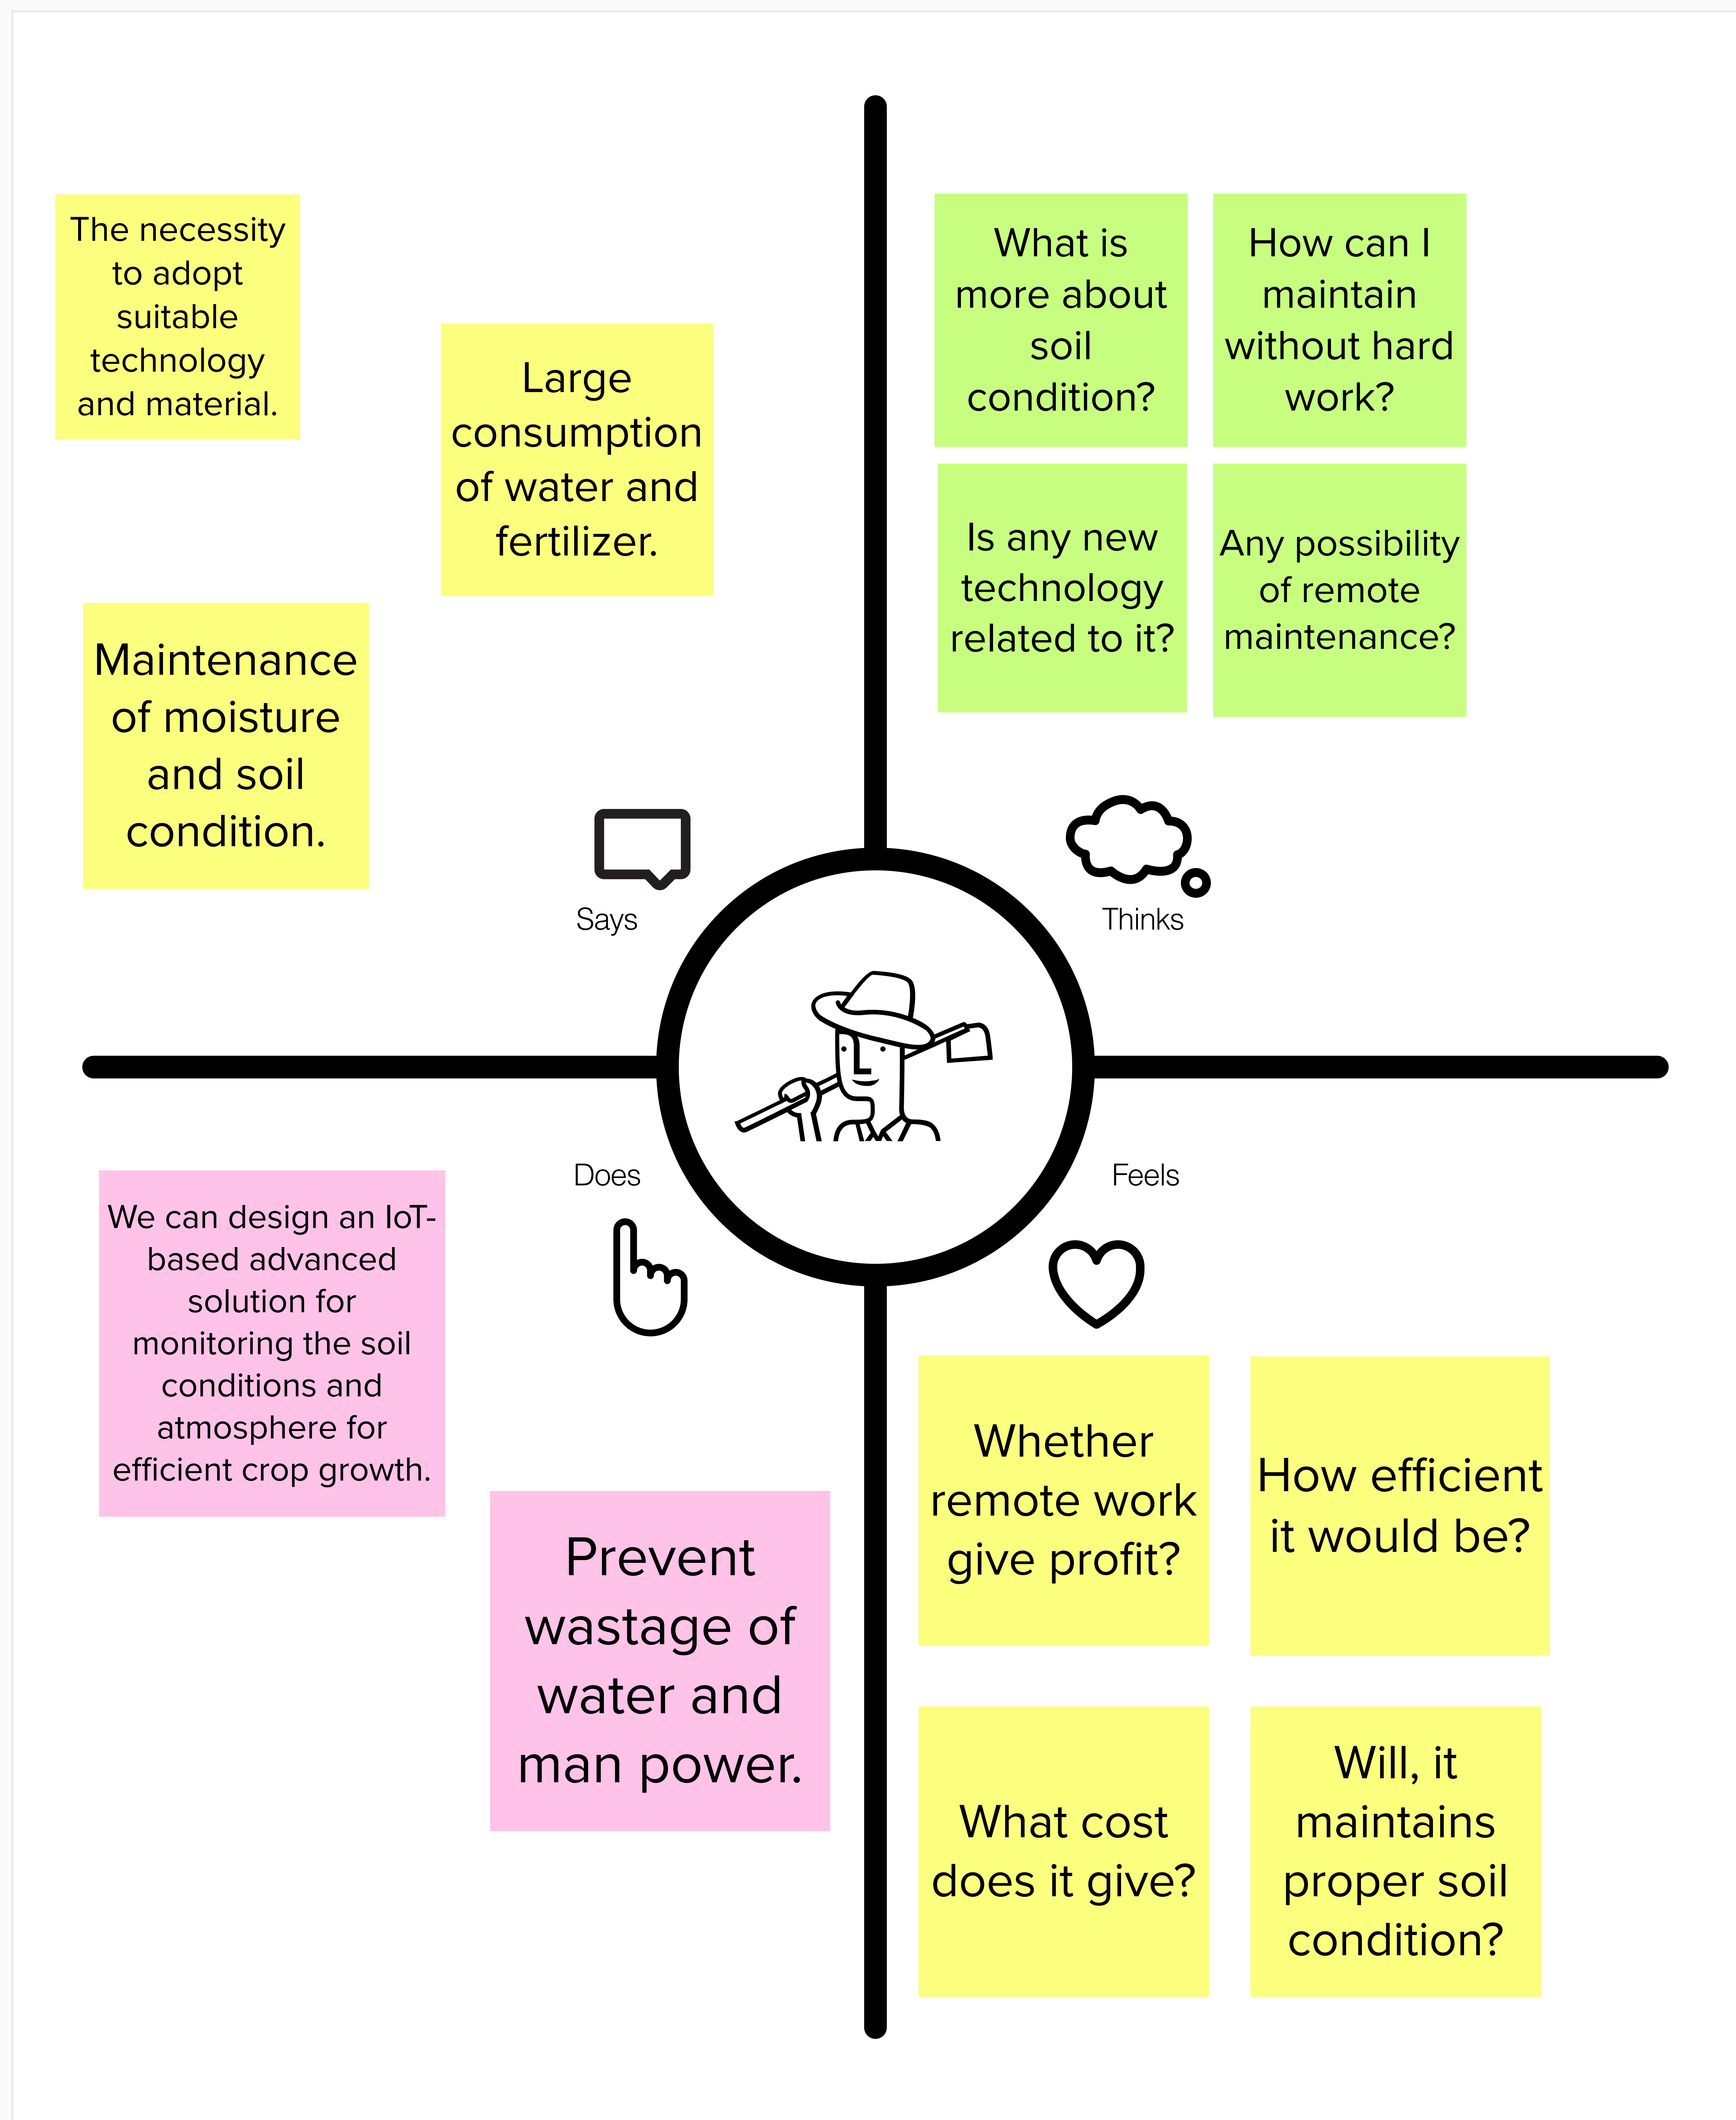 The necessity
to adopt
suitable
technology
and material.
Large
consumption
of water and
fertilizer.
Maintenance
of moisture
and soil
condition.
Says
What is
more about
soil
condition?
How can I
maintain
without hard
work?
Is any new
technology
related to it?
Any possibility
of remote
maintenance?
Thinks
Does
We can design an IoT-
based advanced
solution for
monitoring the soil
conditions and
atmosphere for
efficient crop growth.
Prevent
wastage of
water and
man power.
Feels
Whether
remote work
give profit?
How efficient
it would be?
What cost
does it give?
Will, it
maintains
proper soil
condition?